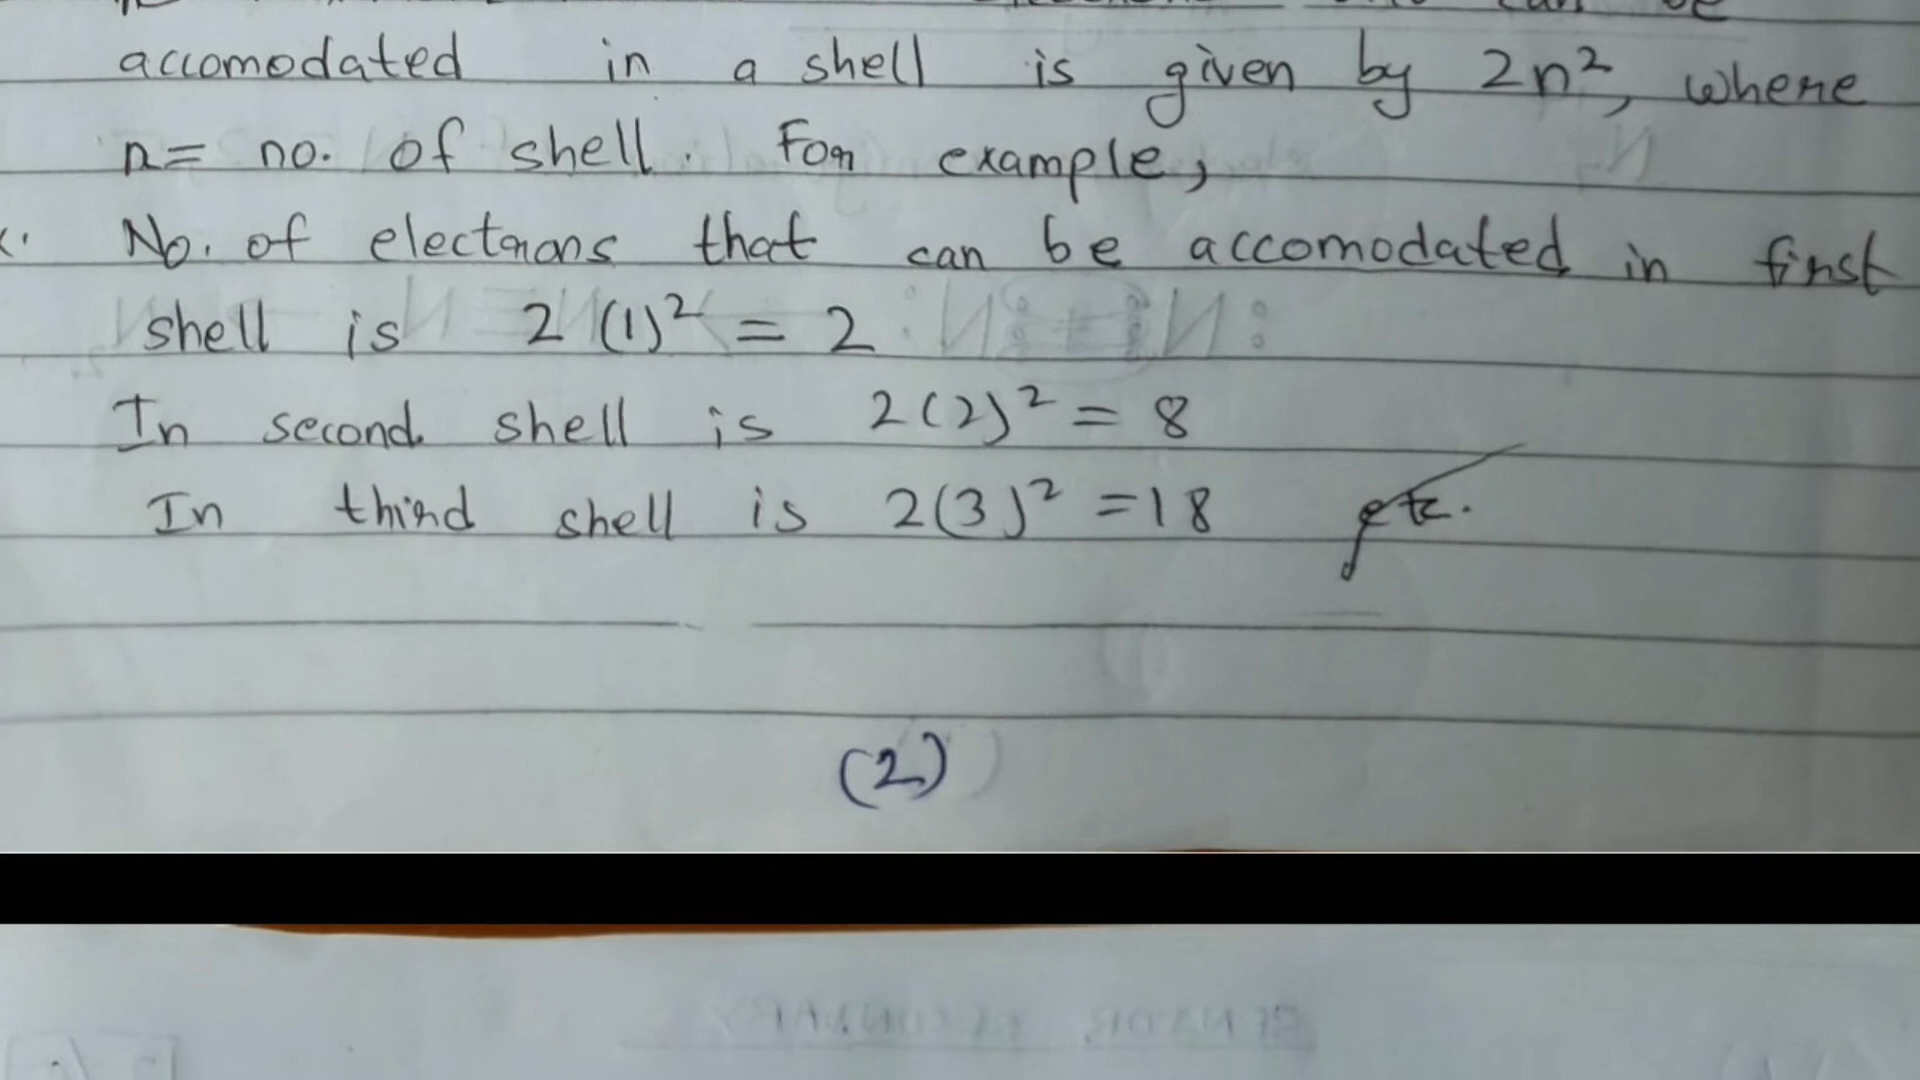 be
accomodated in a shell is given by 2n², where
n= no. of shell. For example,
No. of electrons that can be accomodated in first
shell is 2 (1)² = 2
In second shell is 2(2)² = 8
In third shell is 2(3)² =18 etc.
(2)